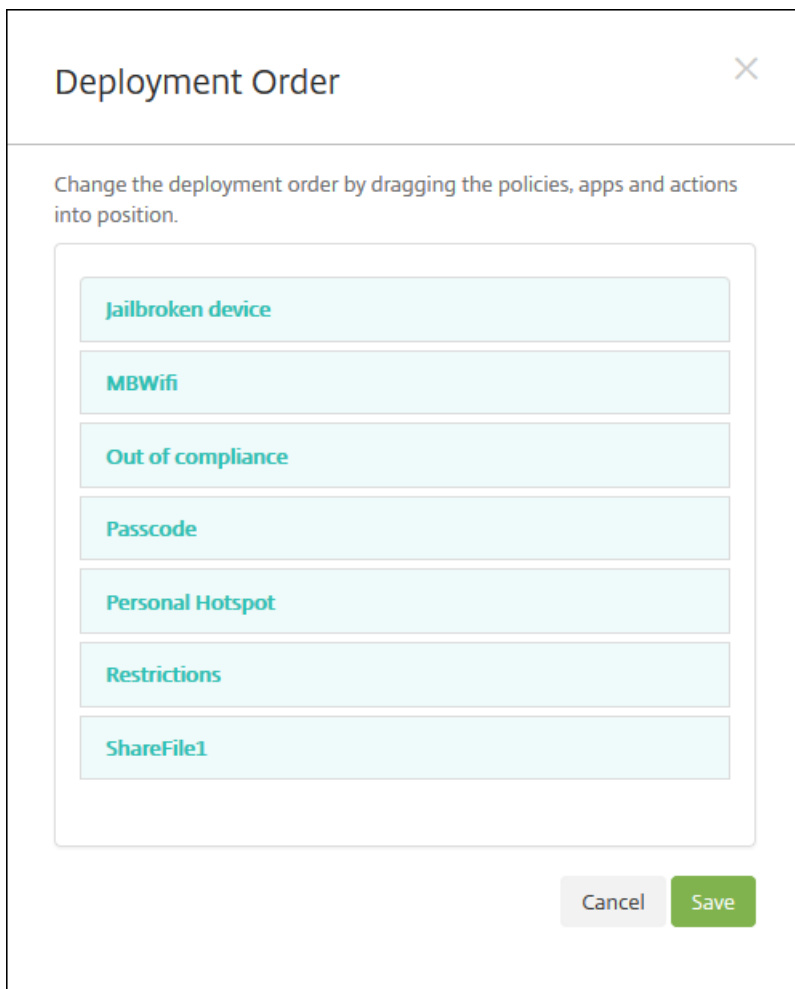 Deployment Order
Change the deployment order by dragging the policies, apps and actions
into position.
Jailbroken device
MBWifi
Out of compliance
Passcode
Personal Hotspot
Restrictions
ShareFile1
Cancel Save